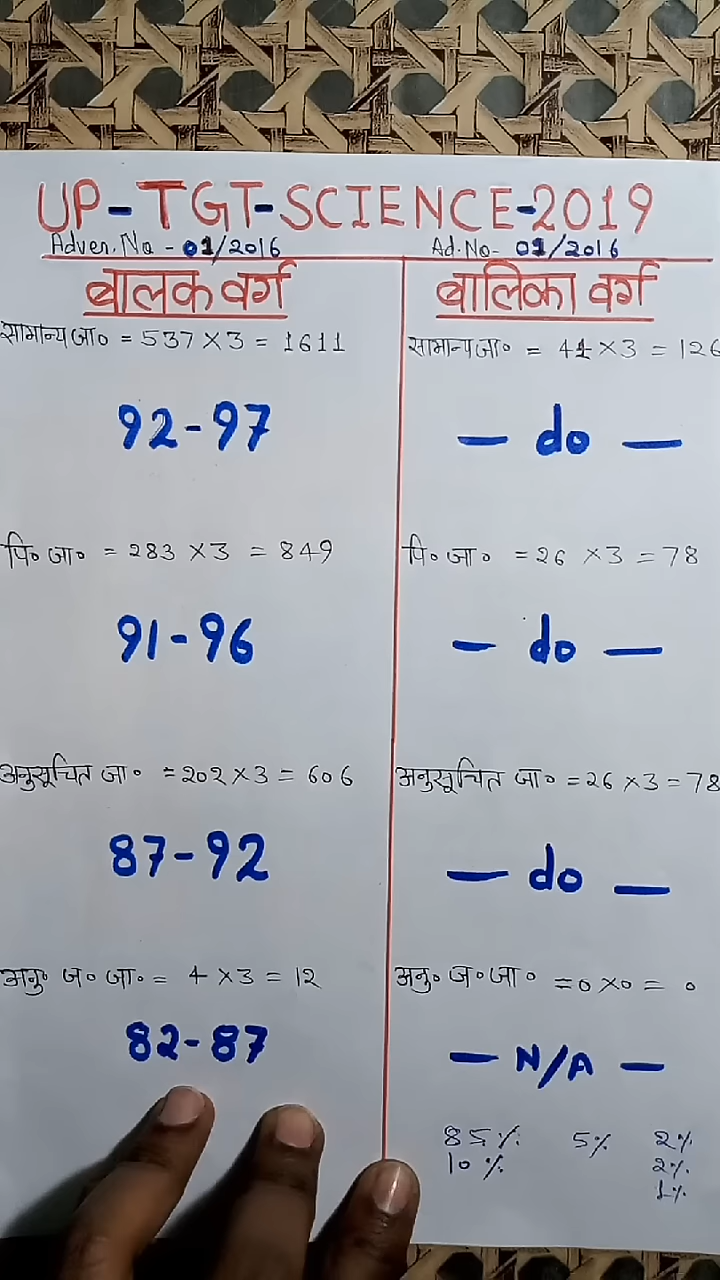 UP-TGT-SCIENCE-2019
Adver. No - 01/2016
Ad. No- 01/2016
बालक वर्ग
सामान्य जा० = 537 × 3 = 1611
92-97
पि० जा० = 283 × 3 = 849
91-96
अनुसूचित जा० = 202 × 3 = 606
87-92
अनु० ज० जा० = 4 × 3 = 12
82-87
बालिका वर्ग
सामान्य जा० = 41 × 3 = 126
— do —
पि० जा० = 26 × 3 = 78
— do —
अनुसूचित जा० = 26 × 3 = 78
— do —
अनु० ज० जा० = 0 × 0 = 0
— N/A —
85% 5% 2%
10% 2%
1%